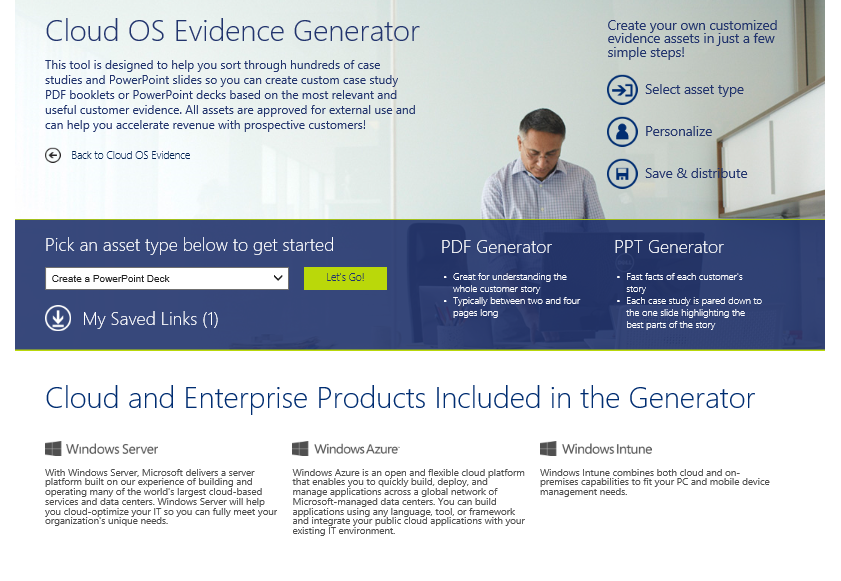 Cloud OS Evidence Generator
This tool is designed to help you sort through hundreds of case
studies and PowerPoint slides so you can create custom case study
PDF booklets or PowerPoint decks based on the most relevant and
useful customer evidence. All assets are approved for external use and
can help you accelerate revenue with prospective customers!
Back to Cloud OS Evidence
Create your own customized
evidence assets in just a few
simple steps!
Select asset type
Personalize
Save & distribute
Pick an asset type below to get started
Create a PowerPoint Deck
Let's Go!
My Saved Links (1)
PDF Generator
• Great for understanding the
whole customer story
• Typically between two and four
pages long
PPT Generator
• Fast facts of each customer's
story
• Each case study is pared down to
the one slide highlighting the
best parts of the story
Cloud and Enterprise Products Included in the Generator
Windows Server
With Windows Server, Microsoft delivers a server
platform built on our experience of building and
operating many of the world's largest cloud-based
services and data centers. Windows Server will help
you cloud-optimize your IT so you can fully meet your
organization's unique needs.
Windows Azure
Windows Azure is an open and flexible cloud platform
that enables you to quickly build, deploy, and
manage applications across a global network of
Microsoft-managed data centers. You can build
applications using any language, tool, or framework
and integrate your public cloud applications with your
existing IT environment.
Windows Intune
Windows Intune combines both cloud and on-
premises capabilities to fit your PC and mobile device
management needs.